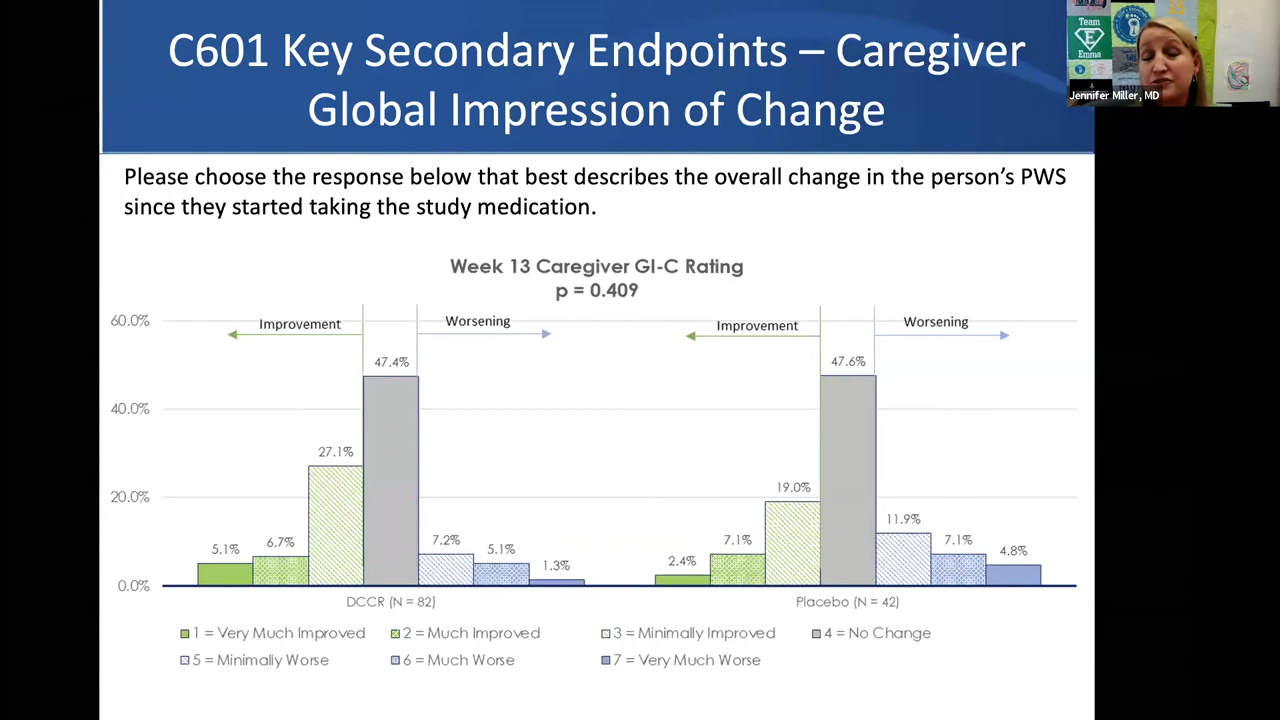 C601 Key Secondary Endpoints – Caregiver
Global Impression of Change
Team
E
Emma
Jennifer Miller, MD
Please choose the response below that best describes the overall change in the person's PWS
since they started taking the study medication.
Week 13 Caregiver GI-C Rating
p = 0.409
60.0%
Improvement
Worsening
Improvement
Worsening
47.4%
47.6%
40.0%
27.1%
19.0%
20.0%
11.9%
5.1%
6.7%
7.2%
5.1%
1.3%
2.4%
7.1%
7.1%
4.8%
0.0%
DCCR (N = 82)
Placebo (N = 42)
1 = Very Much Improved
2 = Much Improved
3 = Minimally Improved
4 = No Change
5 = Minimally Worse
6 = Much Worse
7 = Very Much Worse